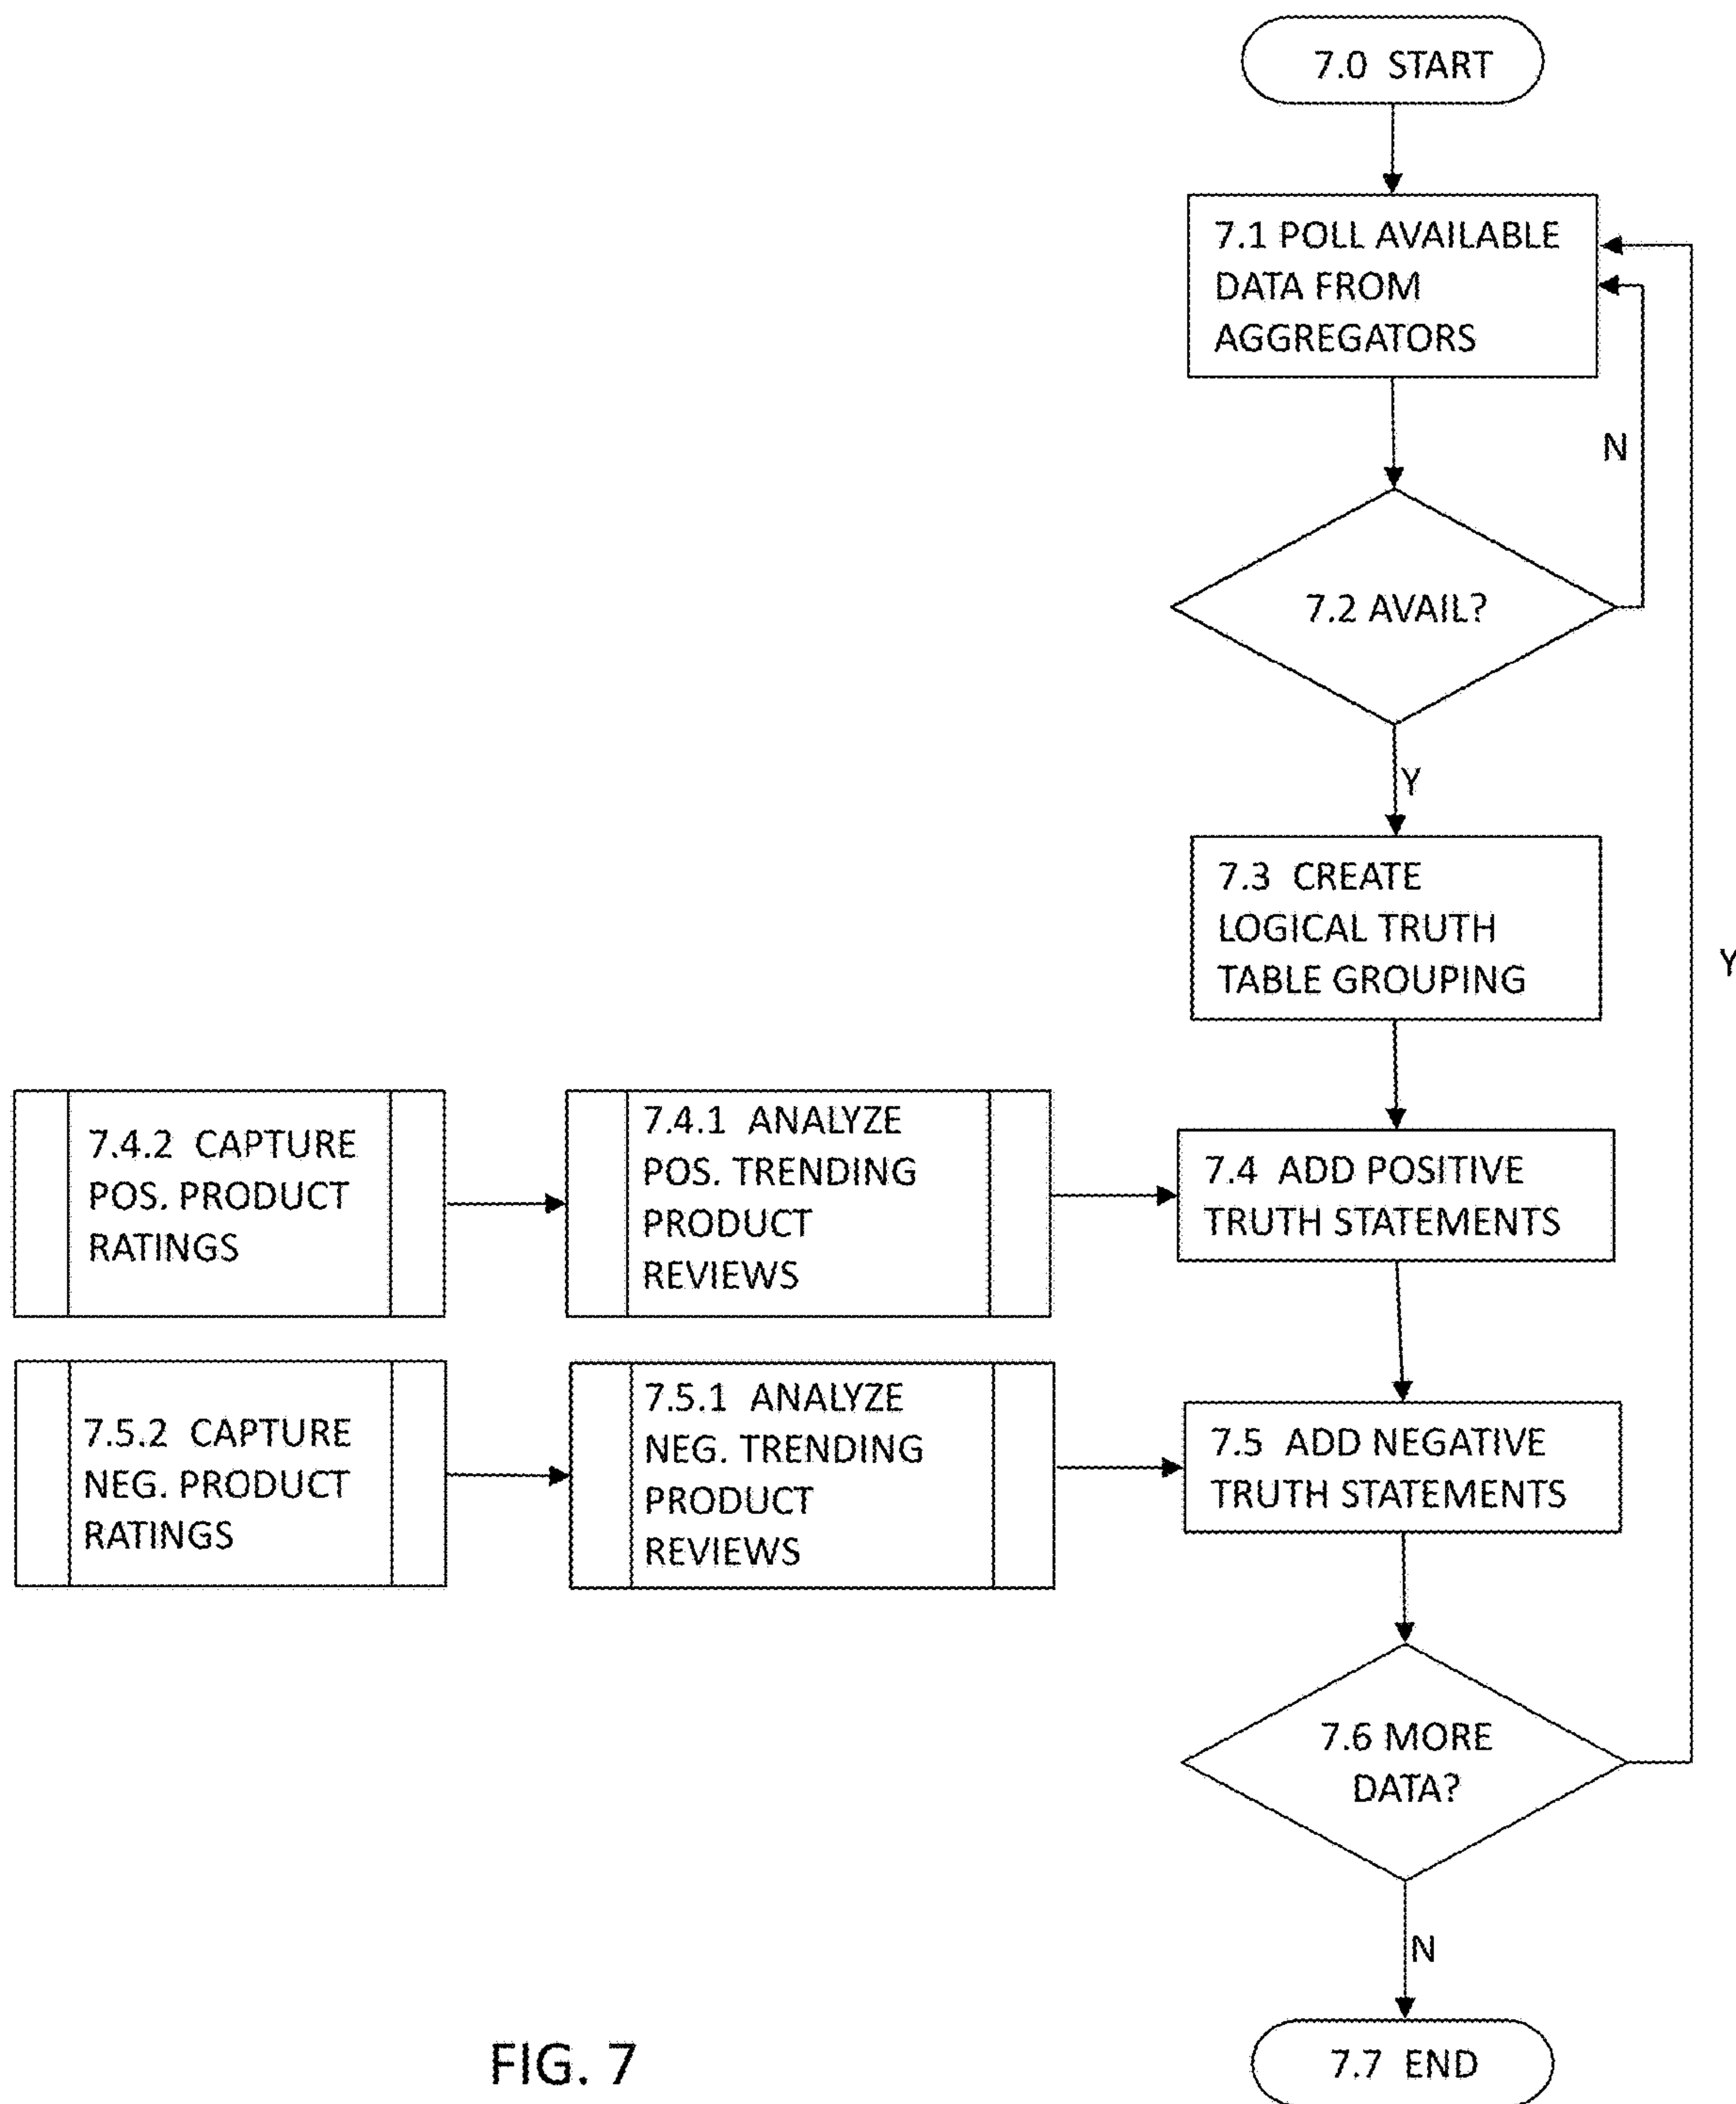 7.0 START
7.1 POLL AVAILABLE
DATA FROM
AGGREGATORS
N
7.2 AVAIL?
Y
7.3 CREATE
LOGICAL TRUTH
TABLE GROUPING
Y
7.4.2 CAPTURE
POS. PRODUCT
RATINGS
7.4.1 ANALYZE
POS. TRENDING
PRODUCT
REVIEWS
7.4 ADD POSITIVE
TRUTH STATEMENTS
7.5.2 CAPTURE
NEG. PRODUCT
RATINGS
7.5.1 ANALYZE
NEG. TRENDING
PRODUCT
REVIEWS
7.5 ADD NEGATIVE
TRUTH STATEMENTS
7.6 MORE
DATA?
N
7.7 END
FIG. 7